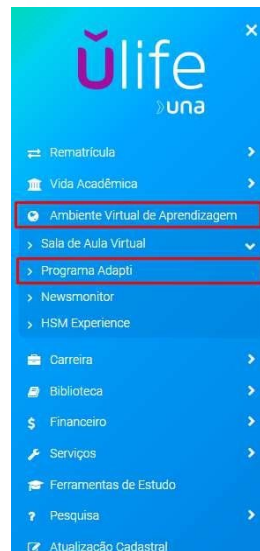 ŭlife
una
Rematrícula
Vida Acadêmica
Ambiente Virtual de Aprendizagem
Sala de Aula Virtual
Programa Adapti
Newsmonitor
HSM Experience
Carreira
Biblioteca
$ Financeiro
Serviços
Ferramentas de Estudo
? Pesquisa
Atualização Cadastral